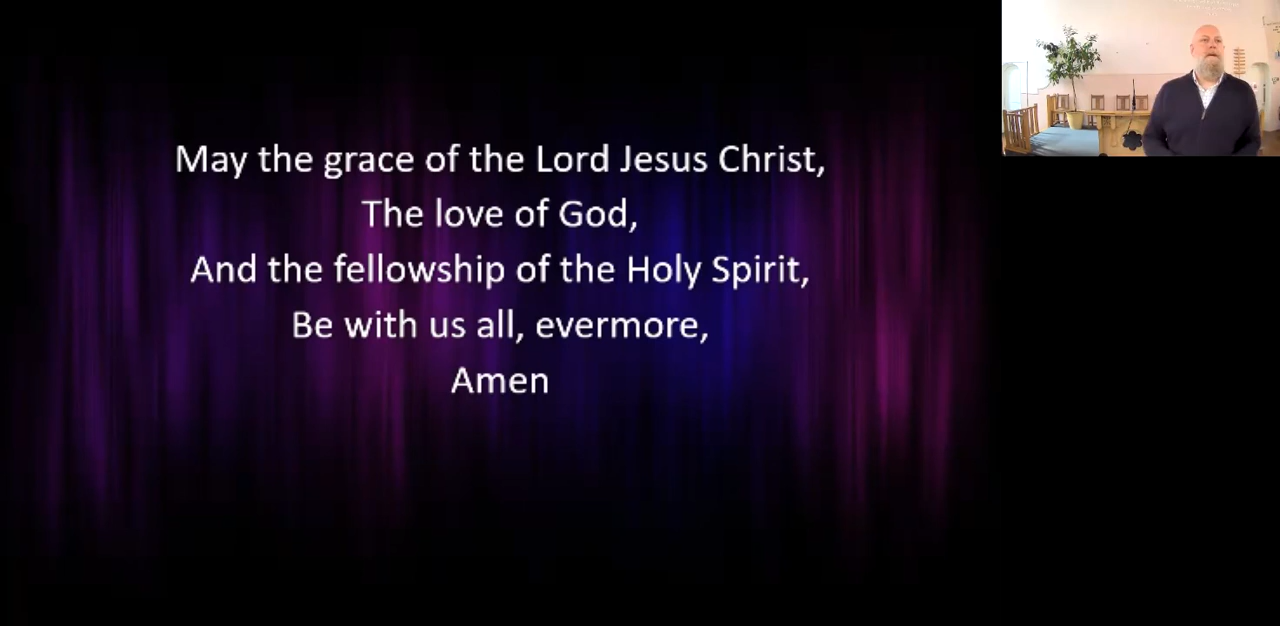 May the grace of the Lord Jesus Christ,
The love of God,
And the fellowship of the Holy Spirit,
Be with us all, evermore,
Amen